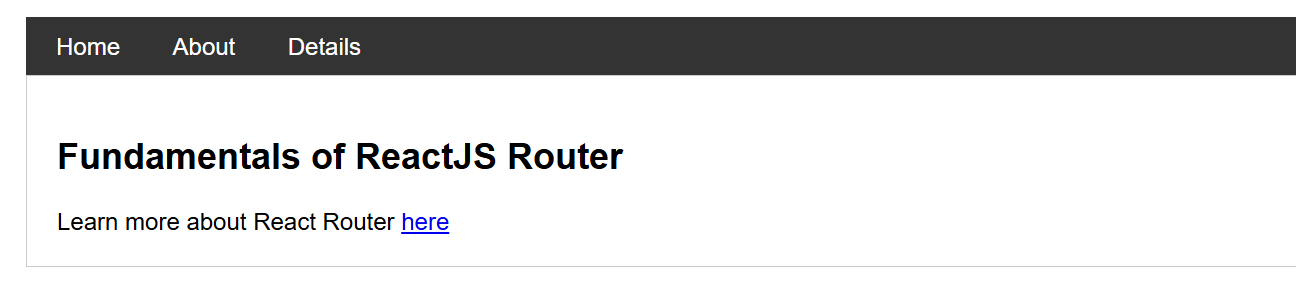 Home About Details
Fundamentals of ReactJS Router
Learn more about React Router here